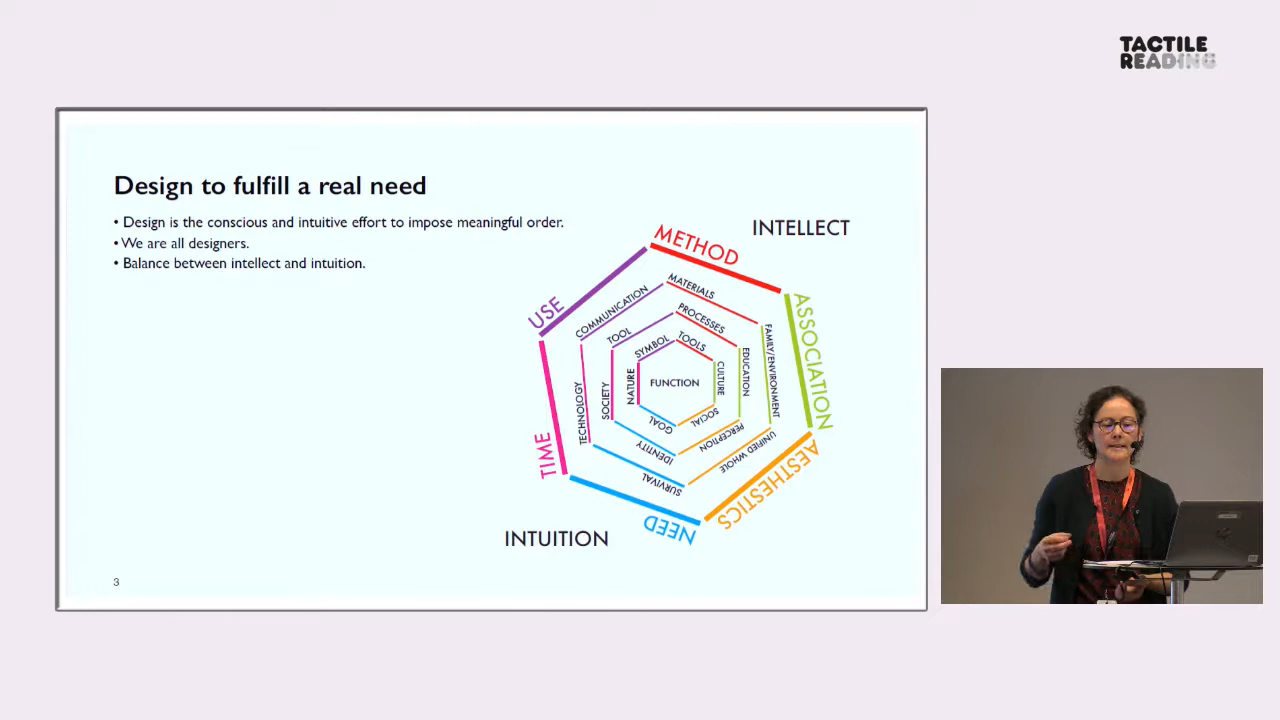 TACTILE
READING
Design to fulfill a real need
• Design is the conscious and intuitive effort to impose meaningful order.
• We are all designers.
• Balance between intellect and intuition.
INTELLECT
METHOD
MATERIALS
PROCESSES
TOOLS
ASSOCIATION
FAMILY/ENVIRONMENT
EDUCATION
CULTURE
AESTHESTICS
UNIFIED WHOLE
PERCEPTION
SOCIAL
NEED
SURVIVAL
IDENTITY
GOAL
TIME
TECHNOLOGY
SOCIETY
NATURE
USE
COMMUNICATION
TOOL
SYMBOL
FUNCTION
INTUITION
3